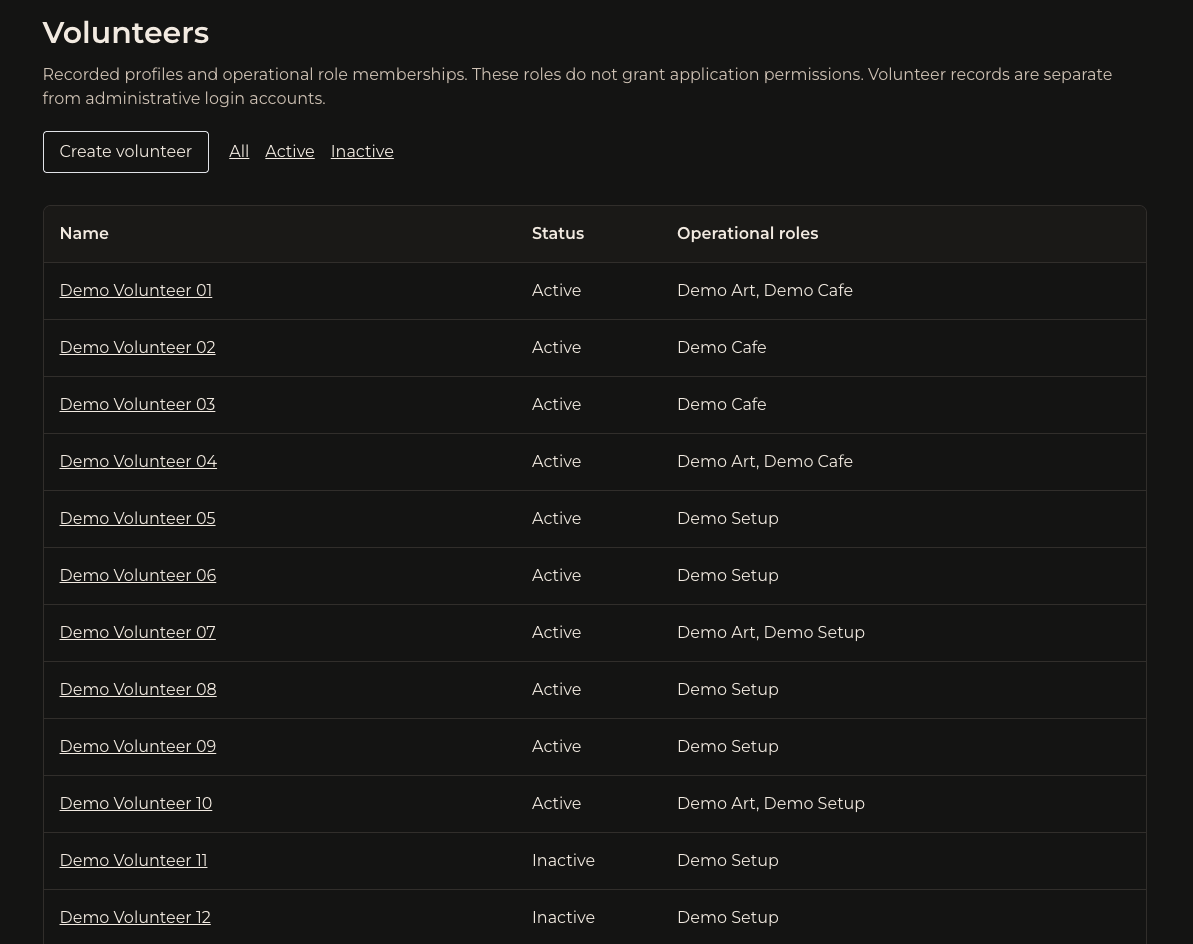 Volunteers
Recorded profiles and operational role memberships. These roles do not grant application permissions. Volunteer records are separate
from administrative login accounts.
Create volunteer All Active Inactive
Name Status Operational roles
Demo Volunteer 01 Active Demo Art, Demo Cafe
Demo Volunteer 02 Active Demo Cafe
Demo Volunteer 03 Active Demo Cafe
Demo Volunteer 04 Active Demo Art, Demo Cafe
Demo Volunteer 05 Active Demo Setup
Demo Volunteer 06 Active Demo Setup
Demo Volunteer 07 Active Demo Art, Demo Setup
Demo Volunteer 08 Active Demo Setup
Demo Volunteer 09 Active Demo Setup
Demo Volunteer 10 Active Demo Art, Demo Setup
Demo Volunteer 11 Inactive Demo Setup
Demo Volunteer 12 Inactive Demo Setup